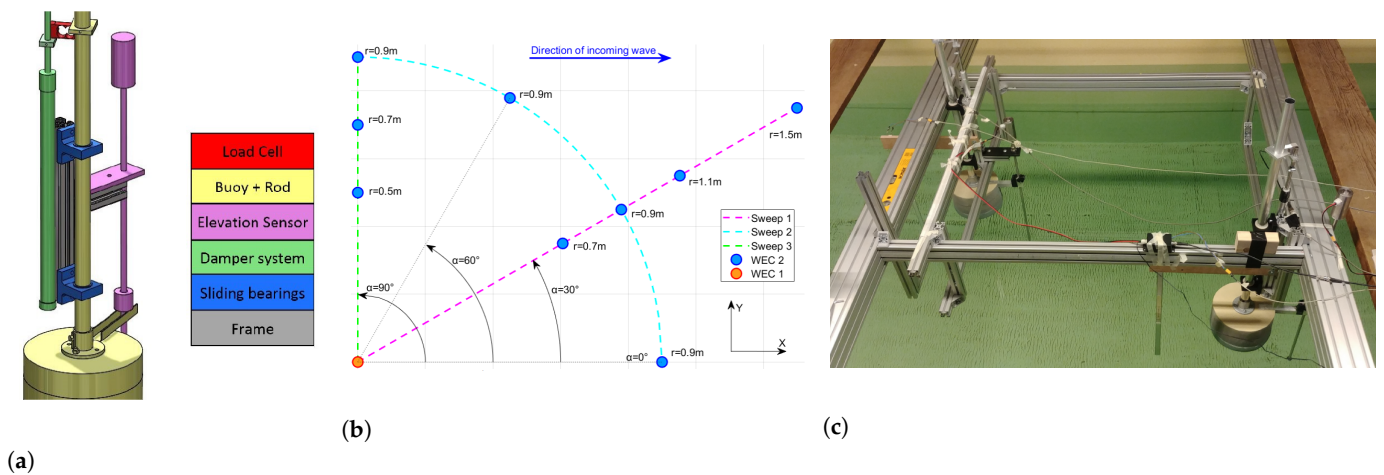 Load Cell
Buoy + Rod
Elevation Sensor
Damper system
Sliding bearings
Frame
(a)
r=0.9m
Direction of incoming wave
r=0.9m
r=0.7m
r=1.5m
r=0.5m
r=1.1m
r=0.9m
r=0.7m
α=60°
α=90°
α=30°
α=0°
r=0.9m
Sweep 1
Sweep 2
Sweep 3
WEC 2
WEC 1
Y
X
(b)
(c)